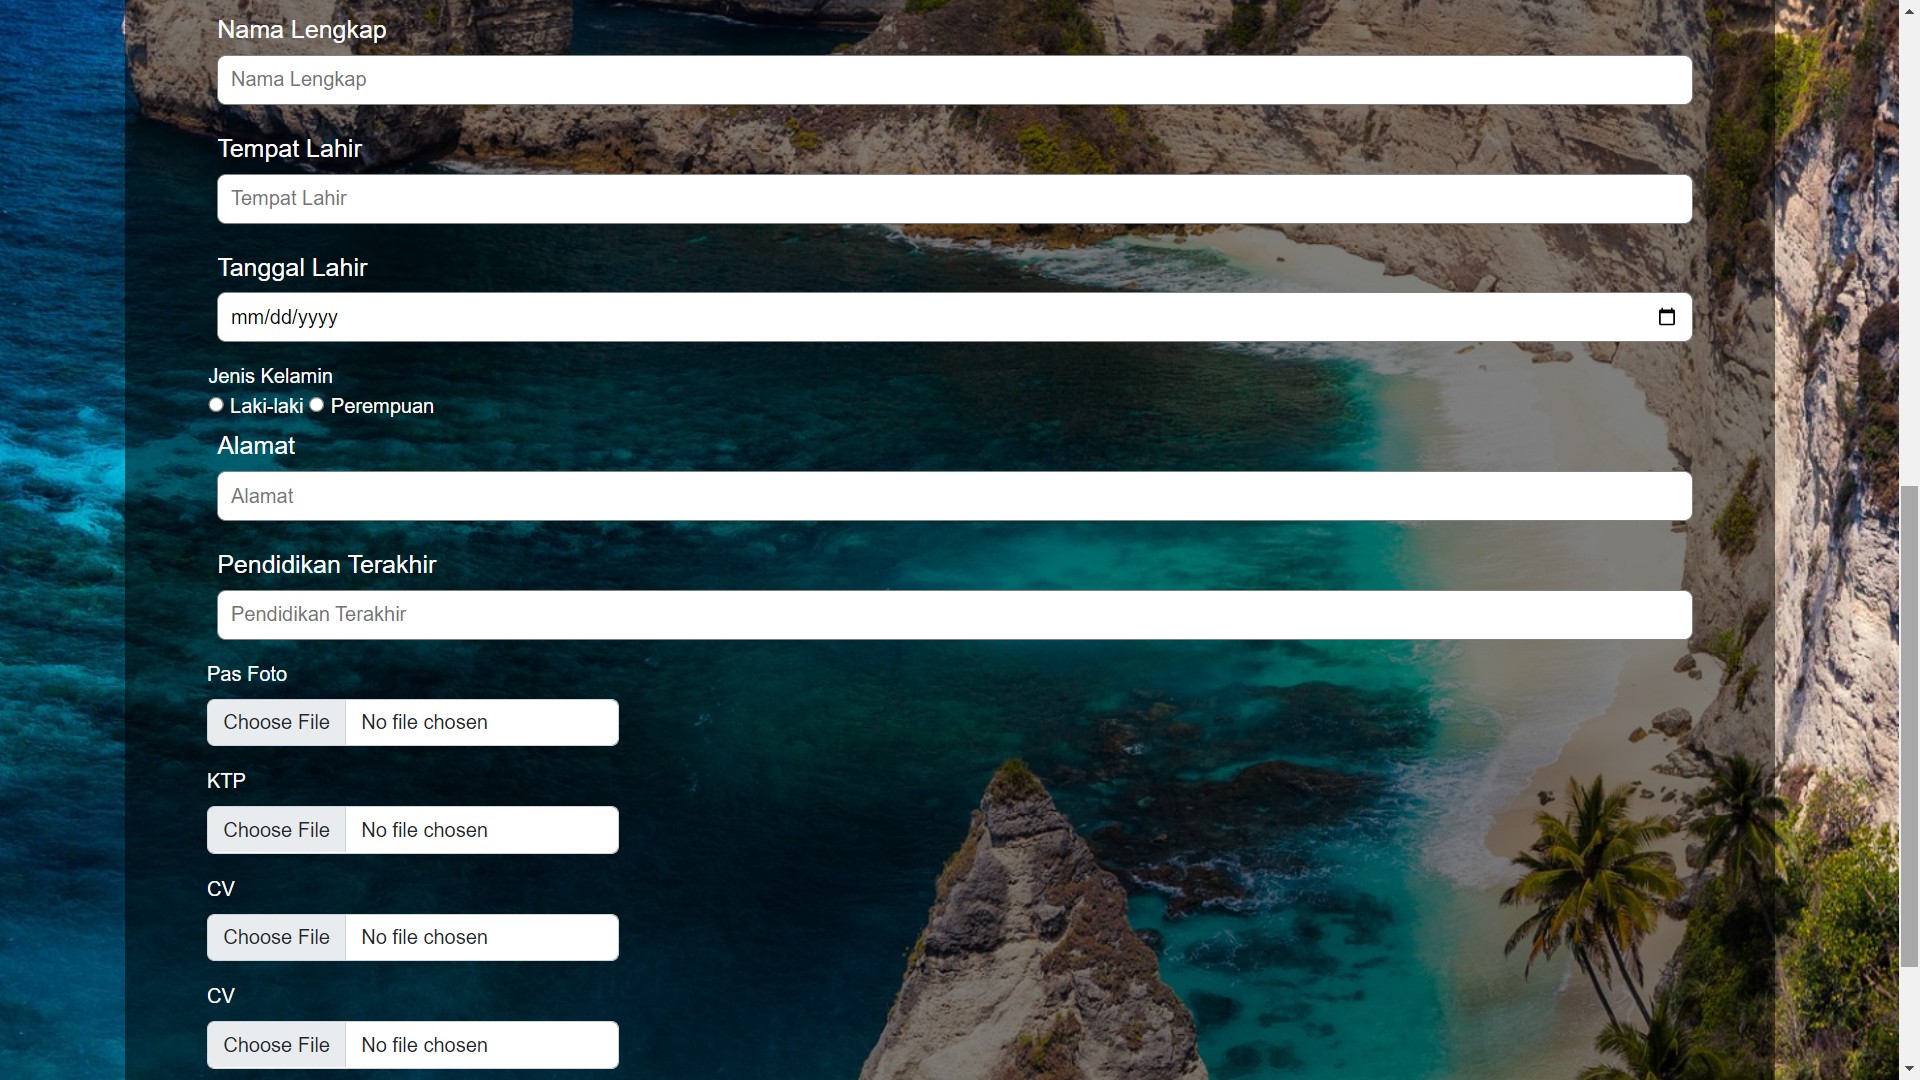 Nama Lengkap
Nama Lengkap
Tempat Lahir
Tempat Lahir
Tanggal Lahir
mm/dd/yyyy
Jenis Kelamin
Laki-laki Perempuan
Alamat
Alamat
Pendidikan Terakhir
Pendidikan Terakhir
Pas Foto
Choose File No file chosen
KTP
Choose File No file chosen
CV
Choose File No file chosen
CV
Choose File No file chosen